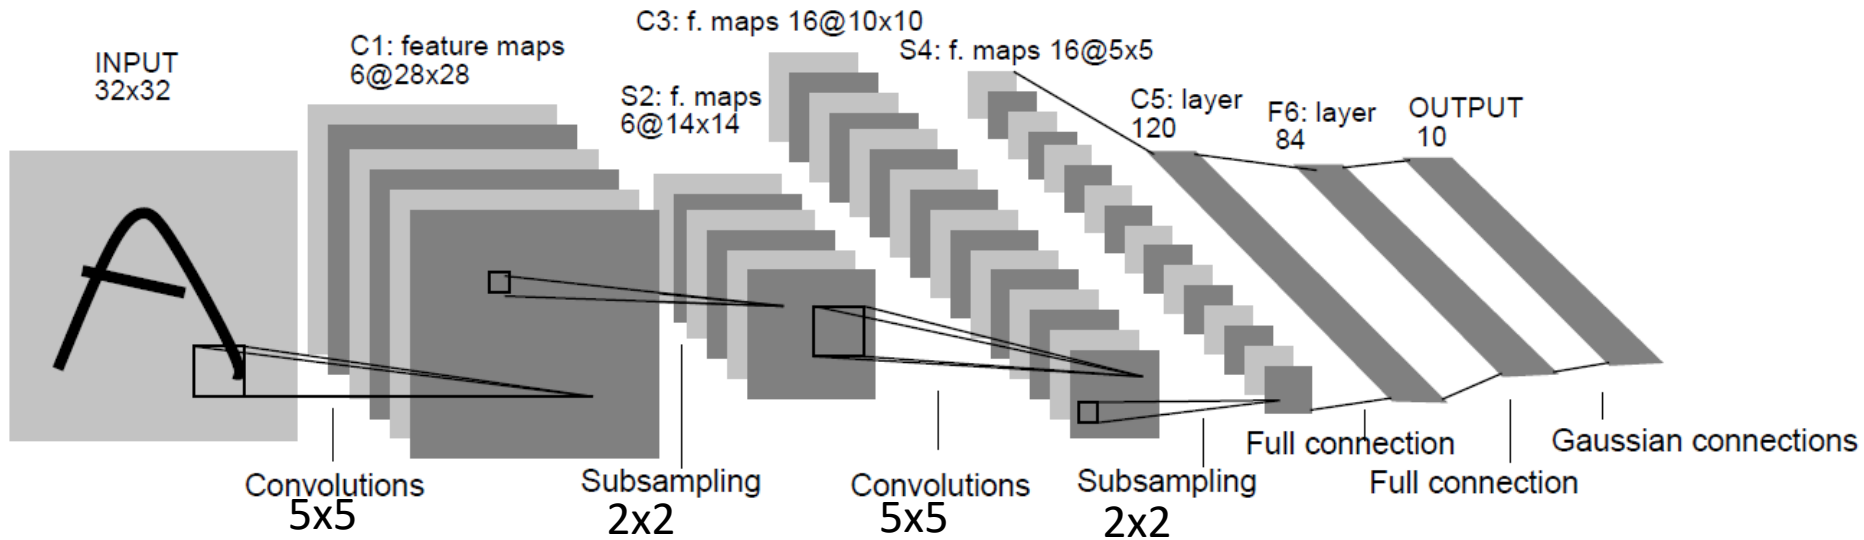 INPUT
32x32
C1: feature maps
6@28x28
S2: f. maps
6@14x14
C3: f. maps 16@10x10
S4: f. maps 16@5x5
C5: layer
120
F6: layer
84
OUTPUT
10
Convolutions
5x5
Subsampling
2x2
Convolutions
5x5
Subsampling
2x2
Full connection
Full connection
Gaussian connections